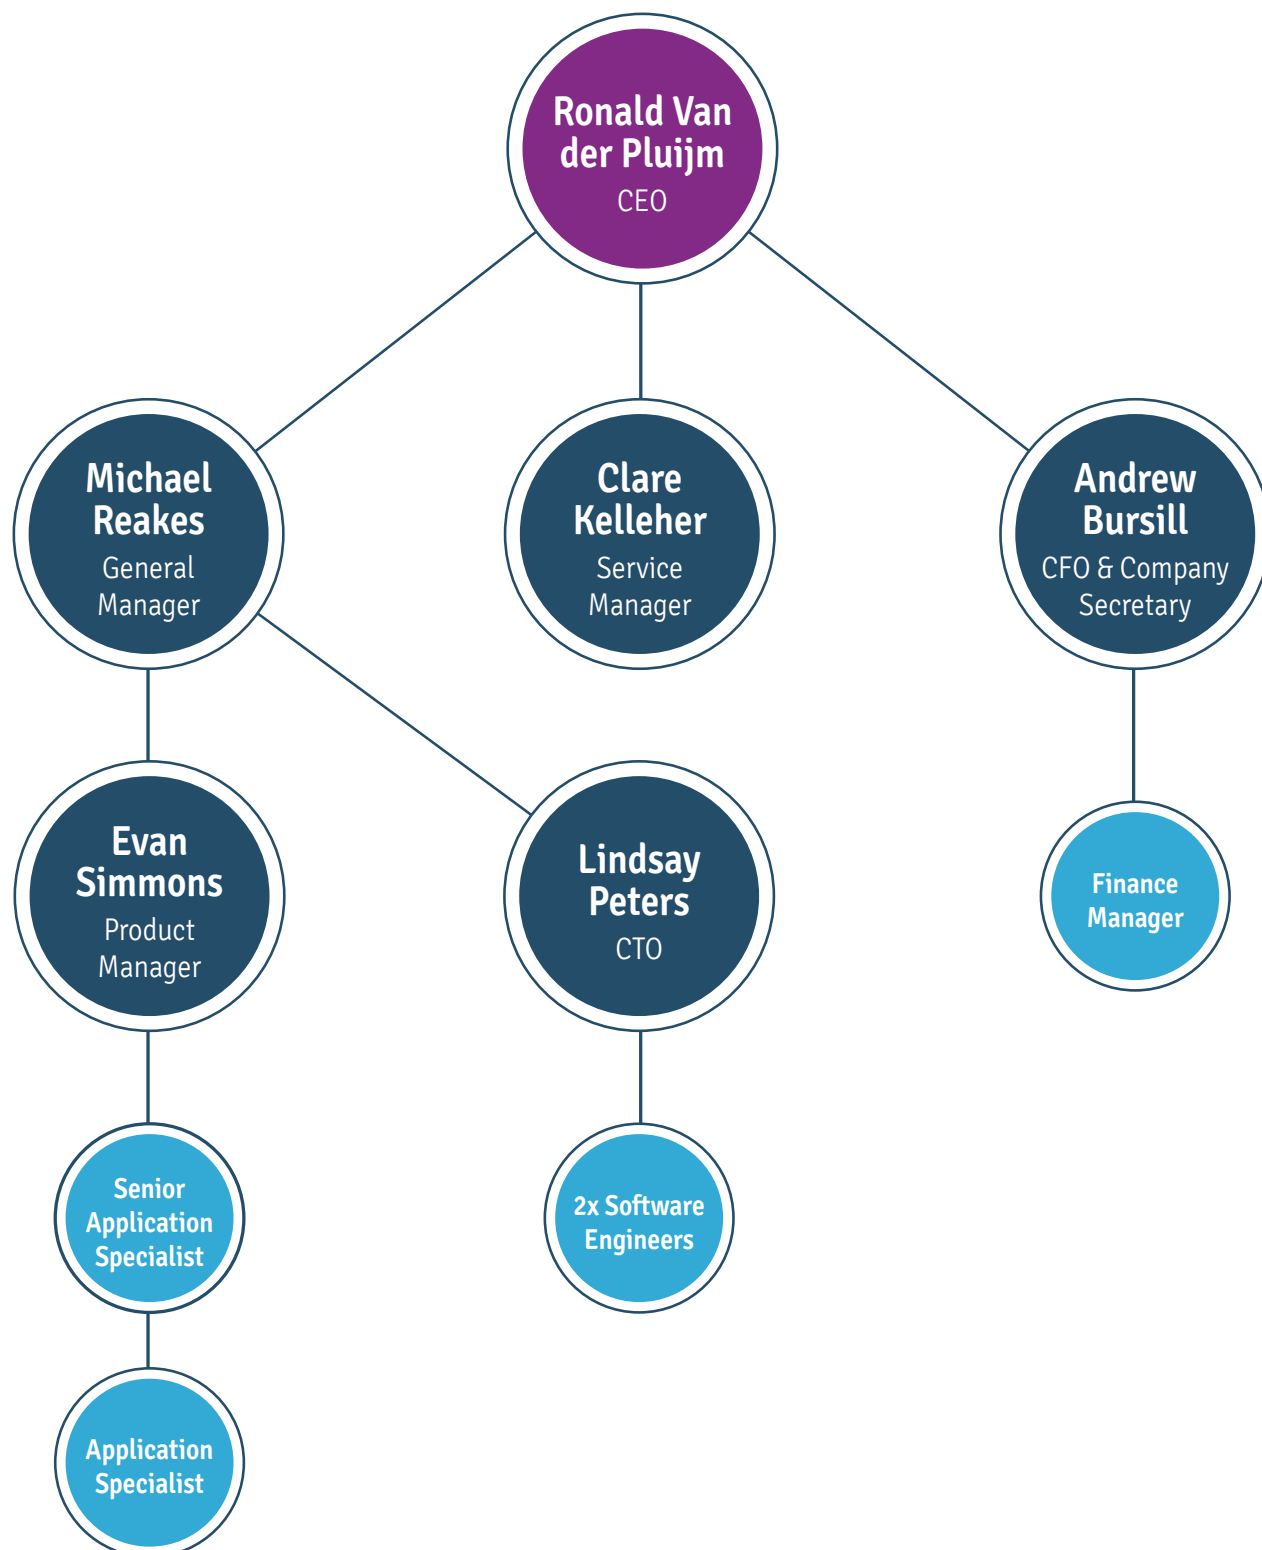 Ronald Van
der Pluijm
CEO
Michael
Reakes
General
Manager
Clare
Kelleher
Service
Manager
Andrew
Bursill
CFO & Company
Secretary
Evan
Simmons
Product
Manager
Lindsay
Peters
CTO
Finance
Manager
Senior
Application
Specialist
2x Software
Engineers
Application
Specialist